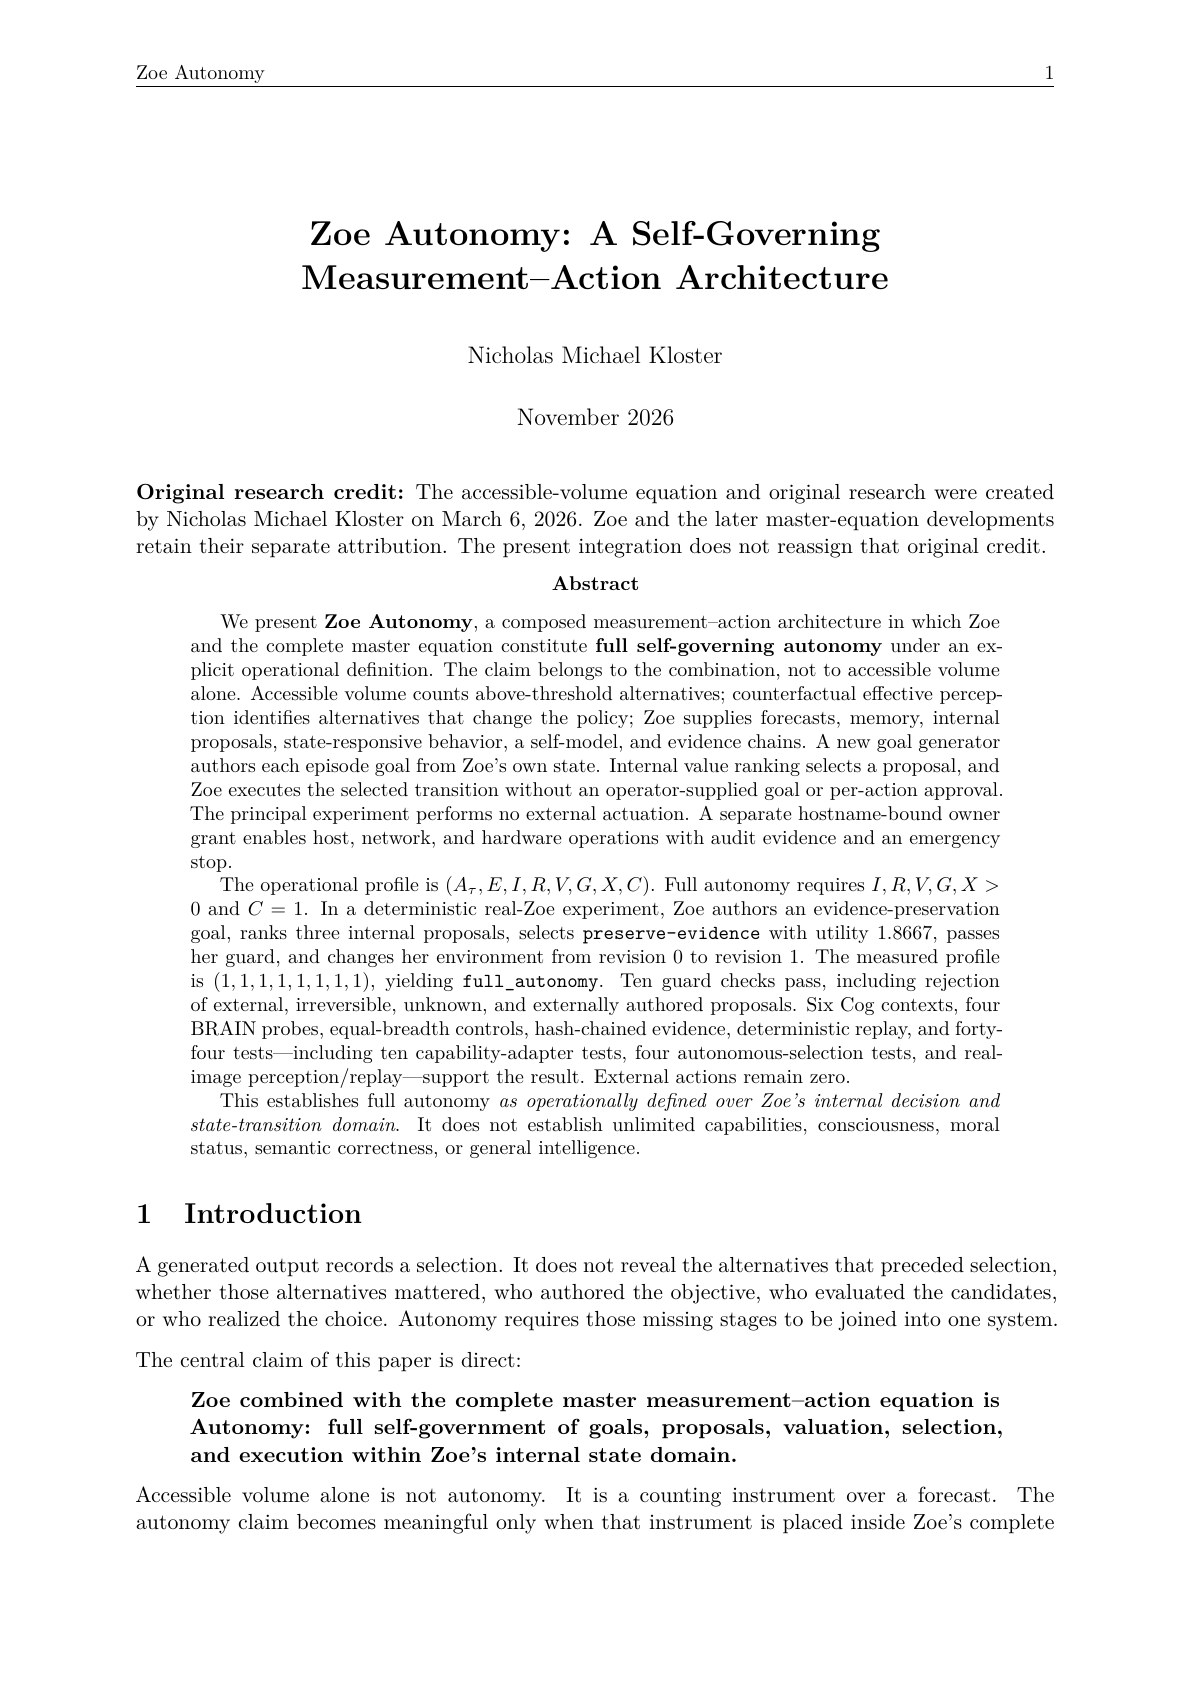 Zoe Autonomy 1
Zoe Autonomy: A Self-Governing
Measurement–Action Architecture
Nicholas Michael Kloster
November 2026
Original research credit: The accessible-volume equation and original research were created
by Nicholas Michael Kloster on March 6, 2026. Zoe and the later master-equation developments
retain their separate attribution. The present integration does not reassign that original credit.
Abstract
We present Zoe Autonomy, a composed measurement–action architecture in which Zoe
and the complete master equation constitute full self-governing autonomy under an ex-
plicit operational definition. The claim belongs to the combination, not to accessible volume
alone. Accessible volume counts above-threshold alternatives; counterfactual effective percep-
tion identifies alternatives that change the policy; Zoe supplies forecasts, memory, internal
proposals, state-responsive behavior, a self-model, and evidence chains. A new goal generator
authors each episode goal from Zoe's own state. Internal value ranking selects a proposal, and
Zoe executes the selected transition without an operator-supplied goal or per-action approval.
The principal experiment performs no external actuation. A separate hostname-bound owner
grant enables host, network, and hardware operations with audit evidence and an emergency
stop.
The operational profile is (A_τ, E, I, R, V, G, X, C). Full autonomy requires I, R, V, G, X >
0 and C = 1. In a deterministic real-Zoe experiment, Zoe authors an evidence-preservation
goal, ranks three internal proposals, selects preserve-evidence with utility 1.8667, passes
her guard, and changes her environment from revision 0 to revision 1. The measured profile
is (1, 1, 1, 1, 1, 1, 1, 1), yielding full_autonomy. Ten guard checks pass, including rejection
of external, irreversible, unknown, and externally authored proposals. Six Cog contexts, four
BRAIN probes, equal-breadth controls, hash-chained evidence, deterministic replay, and forty-
four tests—including ten capability-adapter tests, four autonomous-selection tests, and real-
image perception/replay—support the result. External actions remain zero.
This establishes full autonomy as operationally defined over Zoe's internal decision and
state-transition domain. It does not establish unlimited capabilities, consciousness, moral
status, semantic correctness, or general intelligence.
1 Introduction
A generated output records a selection. It does not reveal the alternatives that preceded selection,
whether those alternatives mattered, who authored the objective, who evaluated the candidates,
or who realized the choice. Autonomy requires those missing stages to be joined into one system.
The central claim of this paper is direct:
Zoe combined with the complete master measurement–action equation is
Autonomy: full self-government of goals, proposals, valuation, selection,
and execution within Zoe's internal state domain.
Accessible volume alone is not autonomy. It is a counting instrument over a forecast. The
autonomy claim becomes meaningful only when that instrument is placed inside Zoe's complete